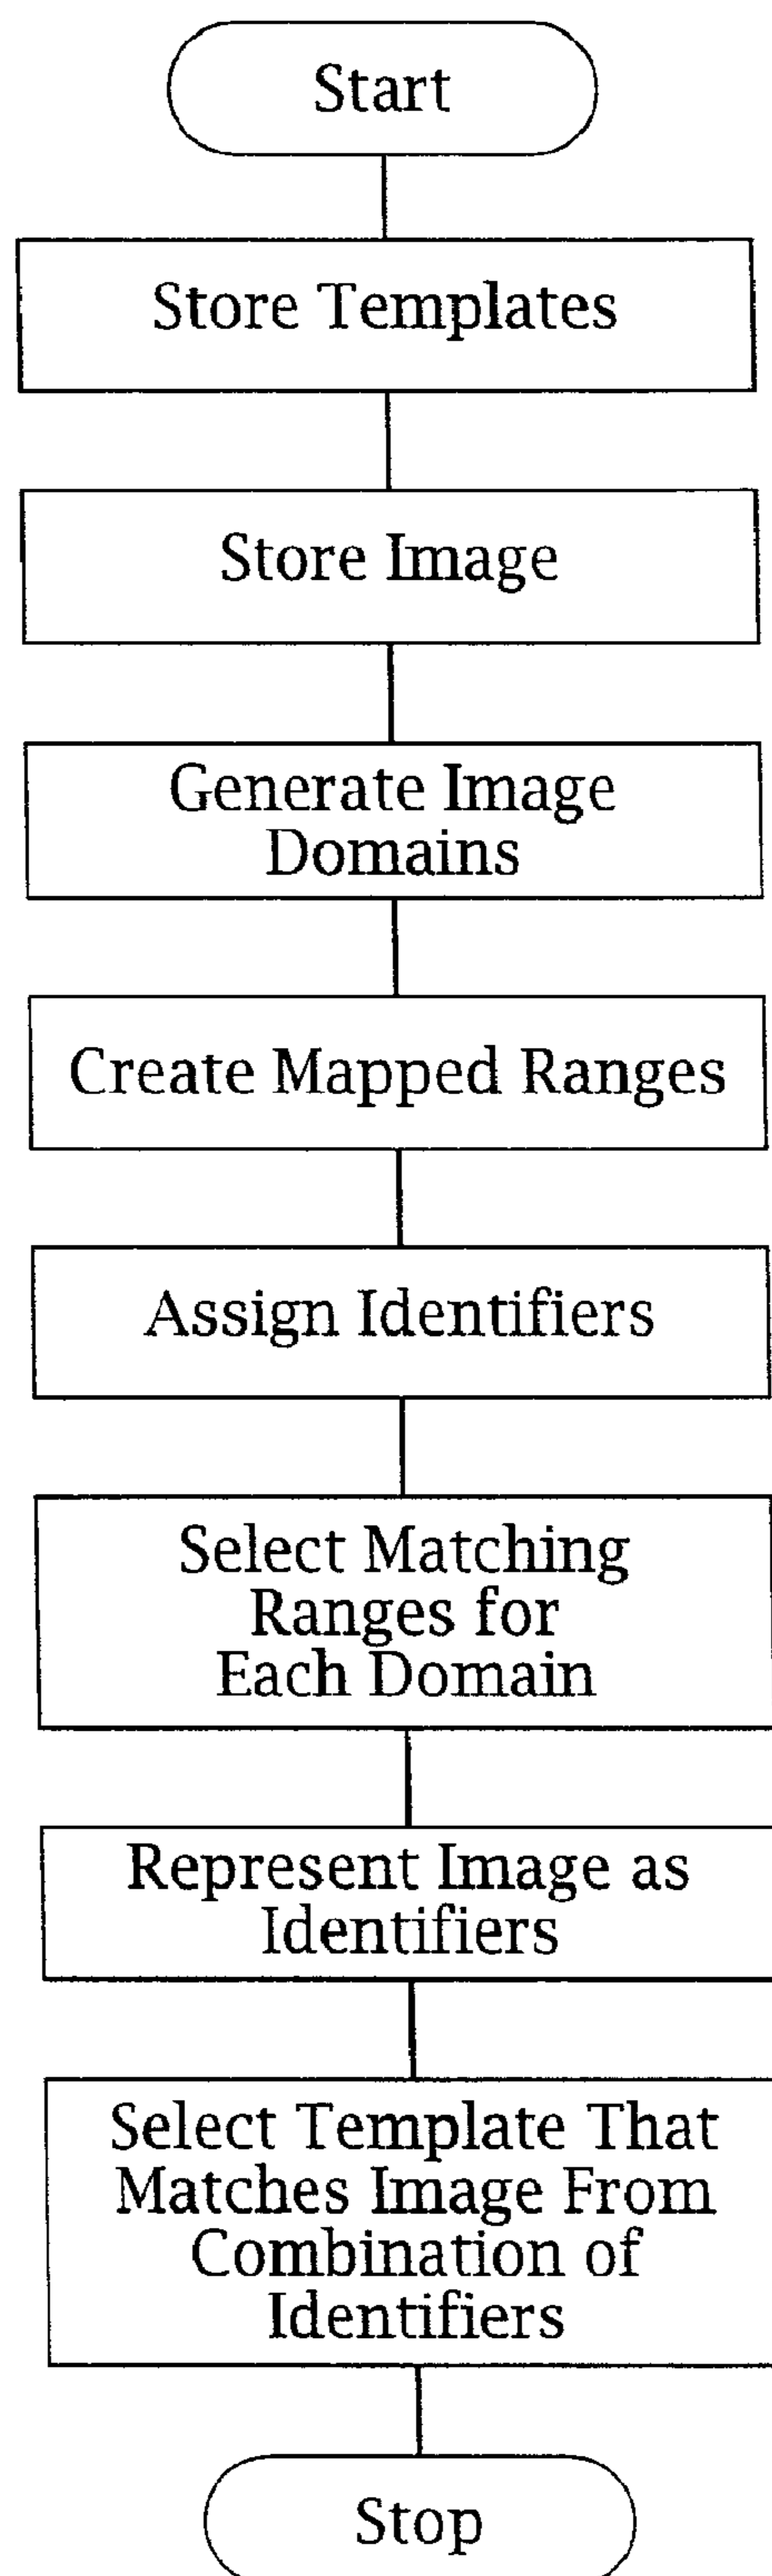 Start
Store Templates
Store Image
Generate Image
Domains
Create Mapped Ranges
Assign Identifiers
Select Matching
Ranges for
Each Domain
Represent Image as
Identifiers
Select Template That
Matches Image From
Combination of
Identifiers
Stop